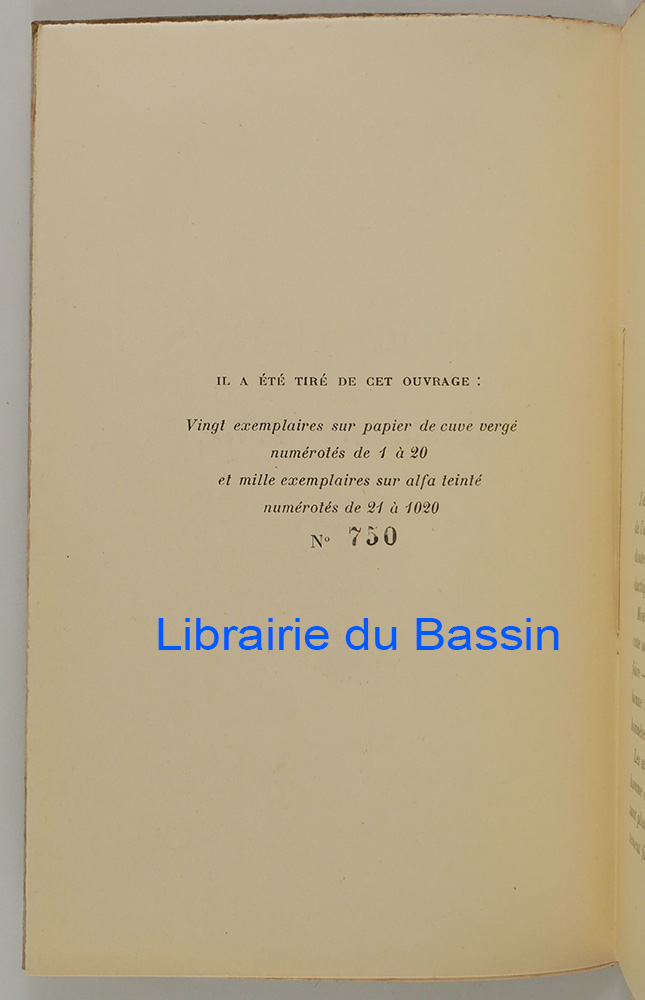 IL A ÉTÉ TIRÉ DE CET OUVRAGE :
Vingt exemplaires sur papier de cuve vergé
numérotés de 1 à 20
et mille exemplaires sur alfa teinté
numérotés de 21 à 1020
N° 750
Librairie du Bassin